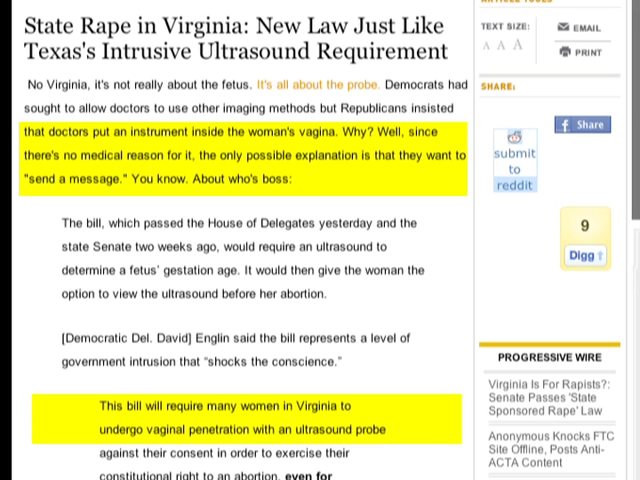 State Rape in Virginia: New Law Just Like
Texas's Intrusive Ultrasound Requirement
No Virginia, it's not really about the fetus. It's all about the probe. Democrats had
sought to allow doctors to use other imaging methods but Republicans insisted
that doctors put an instrument inside the woman's vagina. Why? Well, since
there's no medical reason for it, the only possible explanation is that they want to
"send a message." You know. About who's boss:
The bill, which passed the House of Delegates yesterday and the
state Senate two weeks ago, would require an ultrasound to
determine a fetus' gestation age. It would then give the woman the
option to view the ultrasound before her abortion.
[Democratic Del. David] Englin said the bill represents a level of
government intrusion that "shocks the conscience."
This bill will require many women in Virginia to
undergo vaginal penetration with an ultrasound probe
against their consent in order to exercise their
constitutional right to an abortion, even for
TEXT SIZE:
A A A
EMAIL
PRINT
SHARE:
f Share
submit
to
reddit
9
Digg
PROGRESSIVE WIRE
Virginia Is For Rapists?:
Senate Passes 'State
Sponsored Rape' Law
Anonymous Knocks FTC
Site Offline, Posts Anti-
ACTA Content